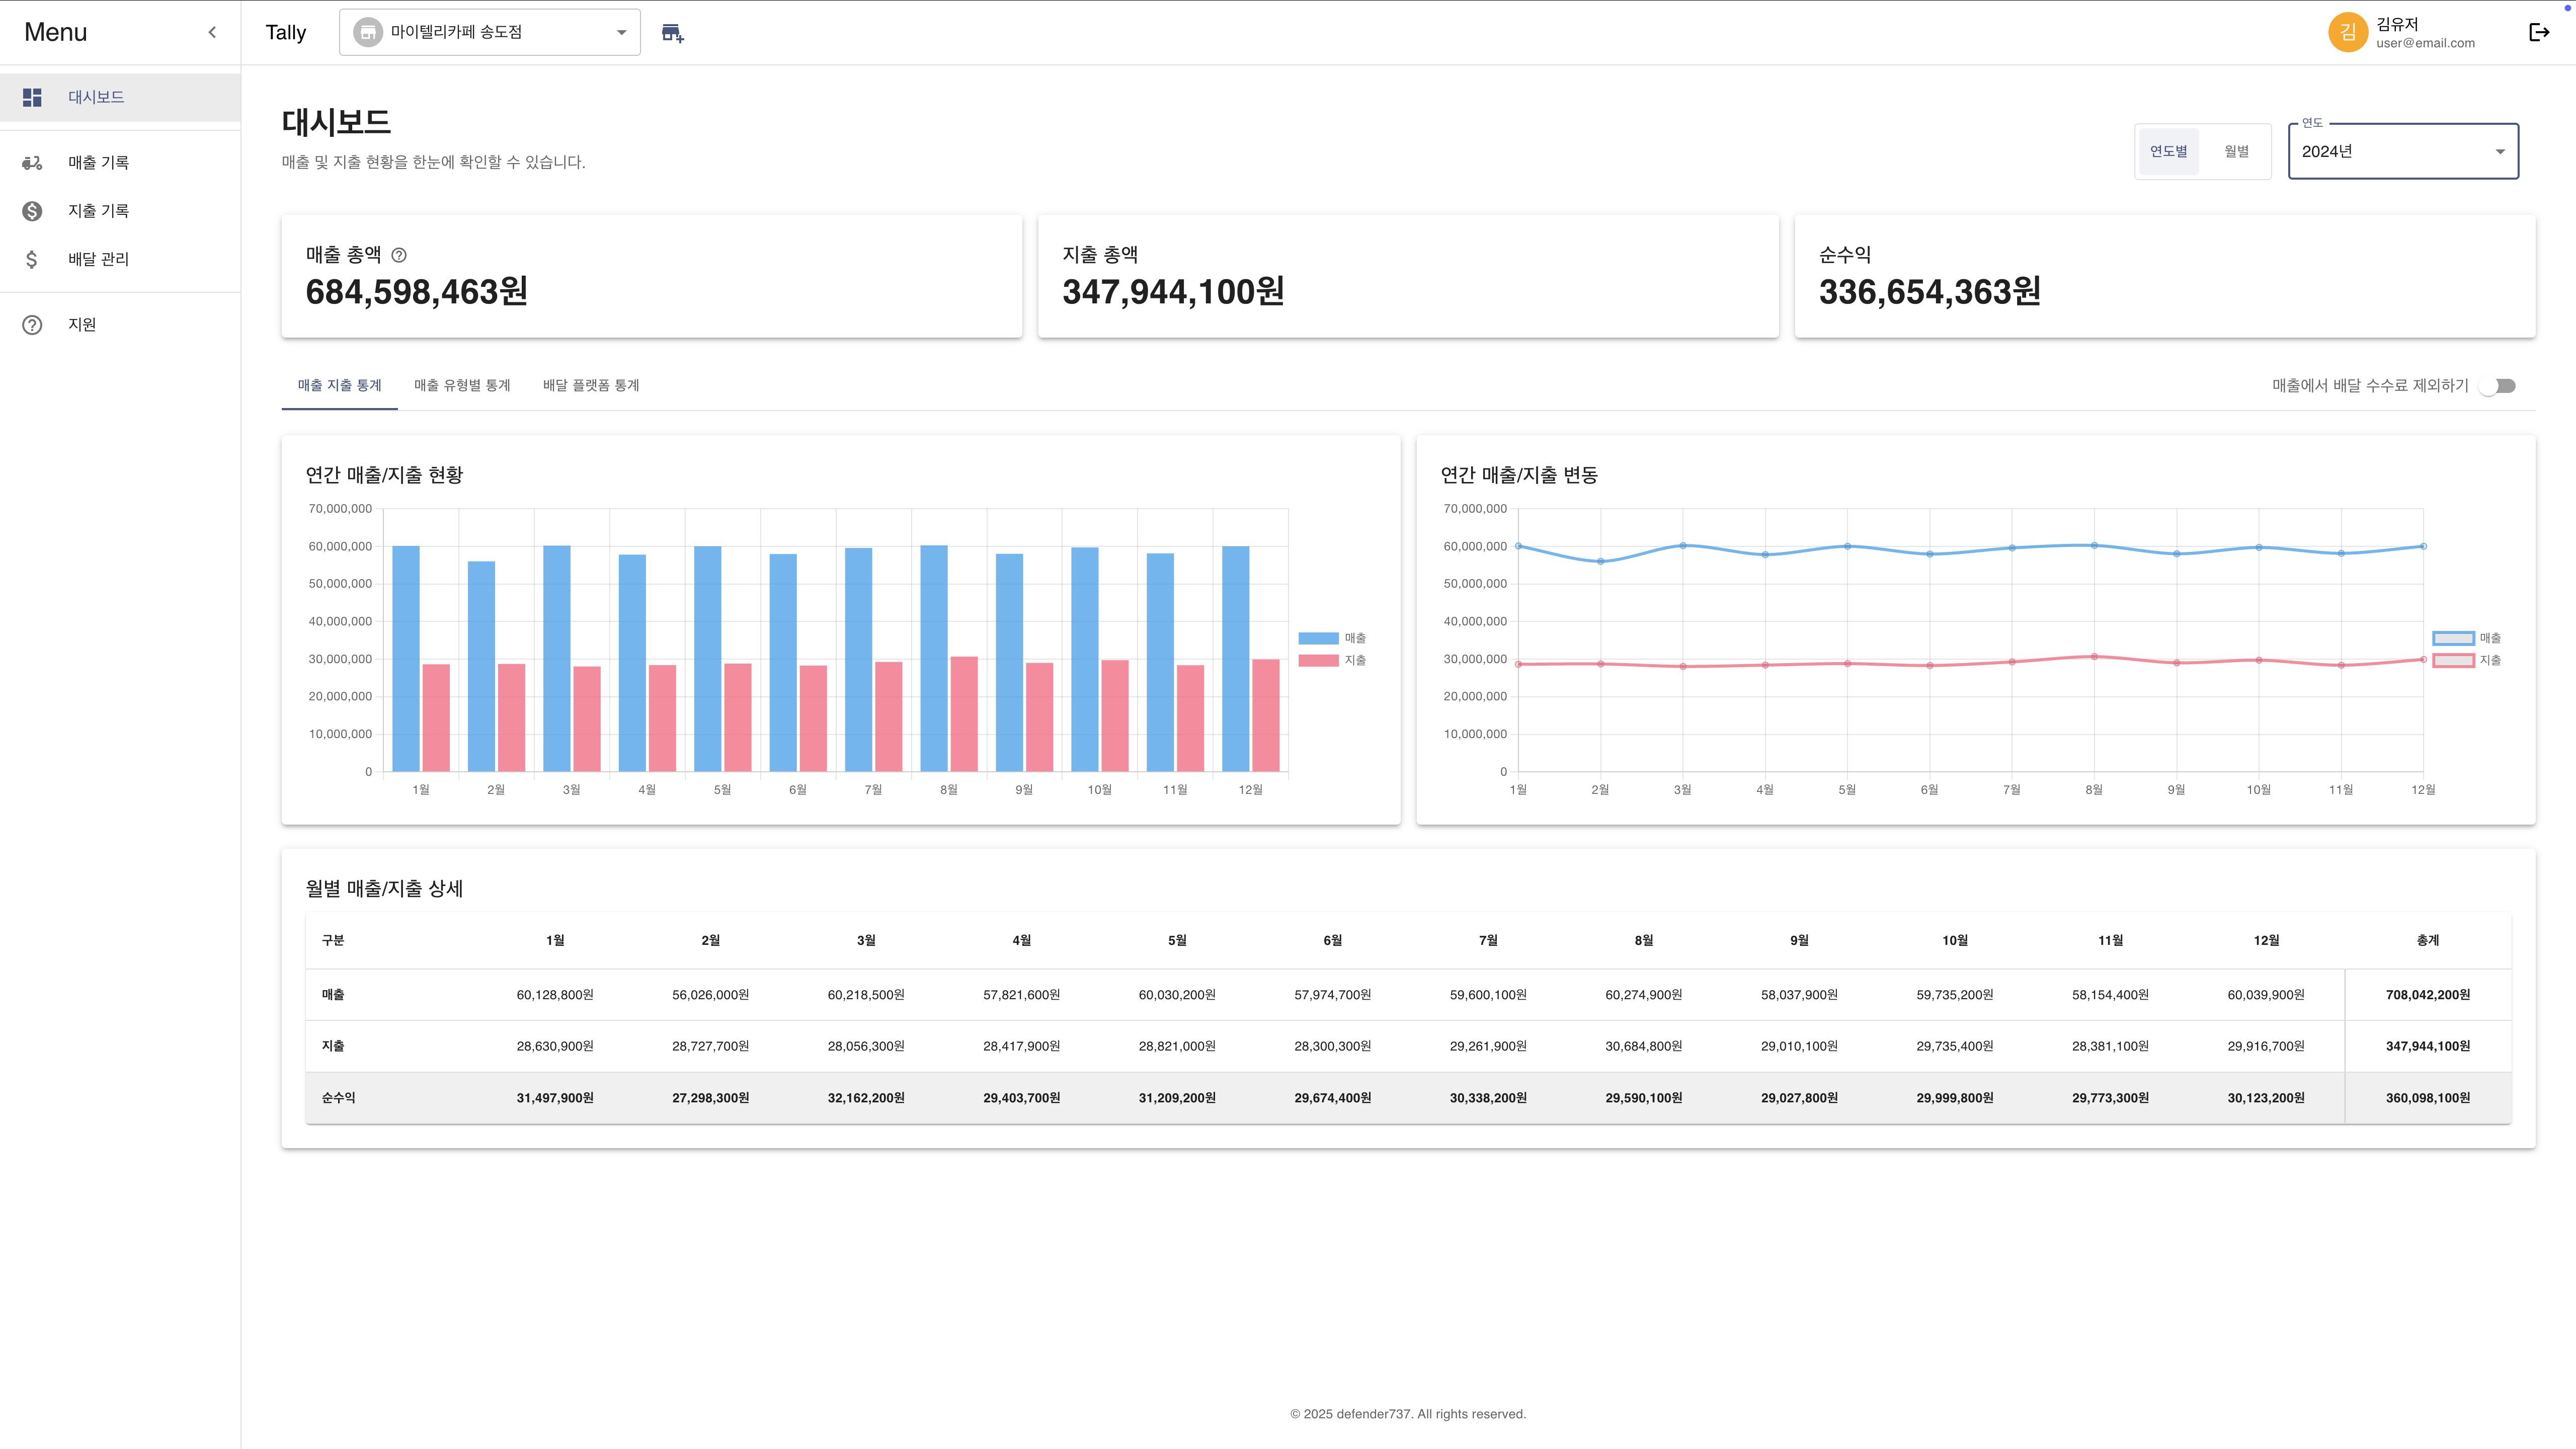 Menu
Tally
마이텔리카페 송도점
김
김유저
user@email.com
대시보드
매출 기록
지출 기록
배달 관리
지원
대시보드
매출 및 지출 현황을 한눈에 확인할 수 있습니다.
연도별
월별
연도
2024년
매출 총액
684,598,463원
지출 총액
347,944,100원
순수익
336,654,363원
매출 지출 통계
매출 유형별 통계
배달 플랫폼 통계
매출에서 배달 수수료 제외하기
연간 매출/지출 현황
70,000,000
60,000,000
50,000,000
40,000,000
30,000,000
20,000,000
10,000,000
0
1월 2월 3월 4월 5월 6월 7월 8월 9월 10월 11월 12월
매출
지출
연간 매출/지출 변동
70,000,000
60,000,000
50,000,000
40,000,000
30,000,000
20,000,000
10,000,000
0
1월 2월 3월 4월 5월 6월 7월 8월 9월 10월 11월 12월
매출
지출
월별 매출/지출 상세
구분 1월 2월 3월 4월 5월 6월 7월 8월 9월 10월 11월 12월 총계
매출 60,128,800원 56,026,000원 60,218,500원 57,821,600원 60,030,200원 57,974,700원 59,600,100원 60,274,900원 58,037,900원 59,735,200원 58,154,400원 60,039,900원 708,042,200원
지출 28,630,900원 28,727,700원 28,056,300원 28,417,900원 28,821,000원 28,300,300원 29,261,900원 30,684,800원 29,010,100원 29,735,400원 28,381,100원 29,916,700원 347,944,100원
순수익 31,497,900원 27,298,300원 32,162,200원 29,403,700원 31,209,200원 29,674,400원 30,338,200원 29,590,100원 29,027,800원 29,999,800원 29,773,300원 30,123,200원 360,098,100원
© 2025 defender737. All rights reserved.